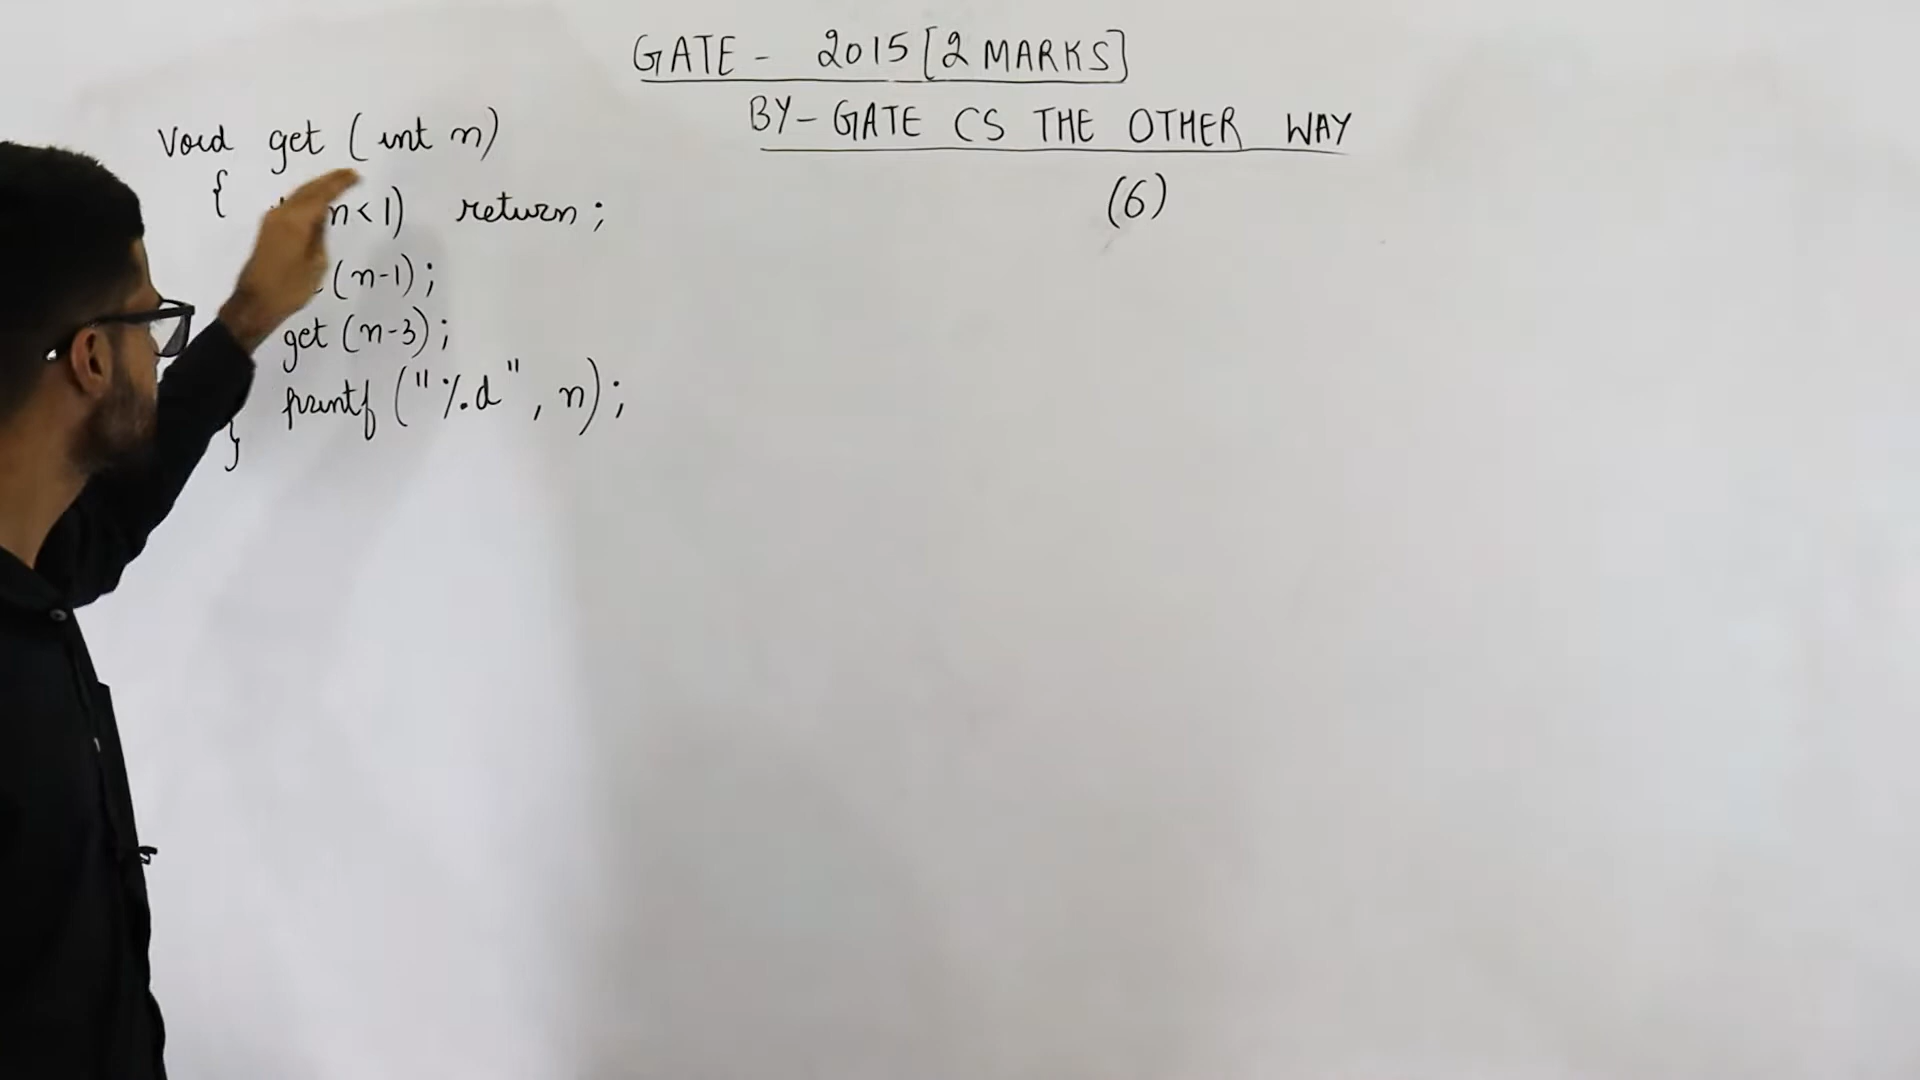 GATE - 2015 [2 MARKS]
BY- GATE CS THE OTHER WAY
(6)
Void get (int n)
{ n<1) return ;
(n-1);
get (n-3);
printf ("%d", n);
}